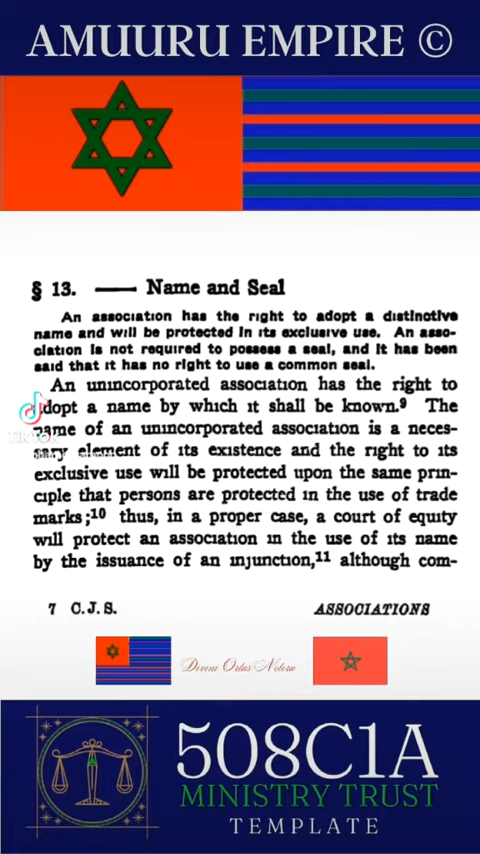 AMUURU EMPIRE ©
§ 13. —— Name and Seal
An association has the right to adopt a distinctive
name and will be protected in its exclusive use. An asso-
ciation is not required to possess a seal, and it has been
said that it has no right to use a common seal.
An unincorporated association has the right to
adopt a name by which it shall be known.⁹ The
name of an unincorporated association is a neces-
sary element of its existence and the right to its
exclusive use will be protected upon the same prin-
ciple that persons are protected in the use of trade
marks;¹⁰ thus, in a proper case, a court of equity
will protect an association in the use of its name
by the issuance of an injunction,¹¹ although com-
TikTok
7 C.J.S. ASSOCIATIONS
508C1A
MINISTRY TRUST
TEMPLATE